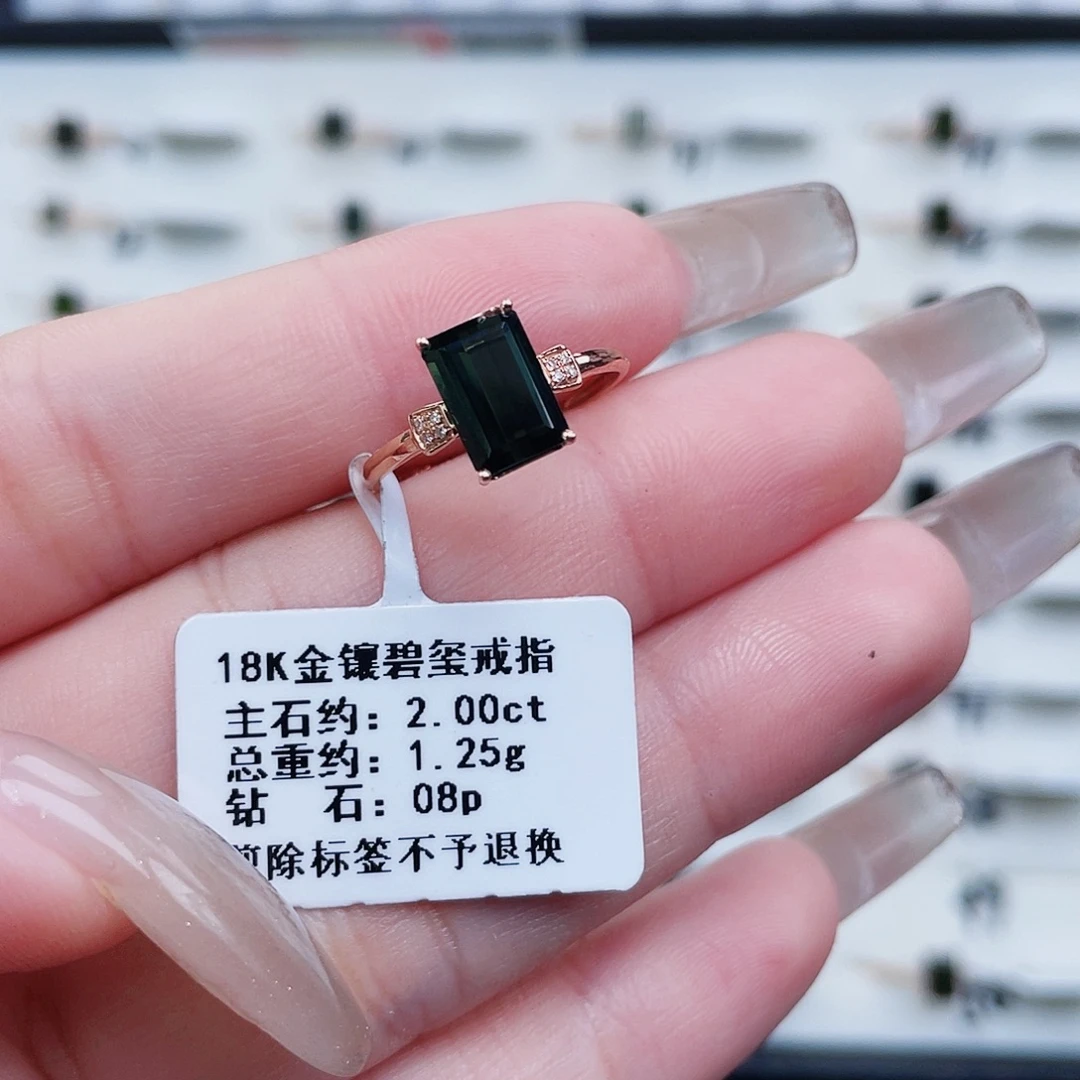 18K金镶碧玺戒指
主石约：2.00ct
总重约：1.25g
钻 石：08p
除标签不予退换